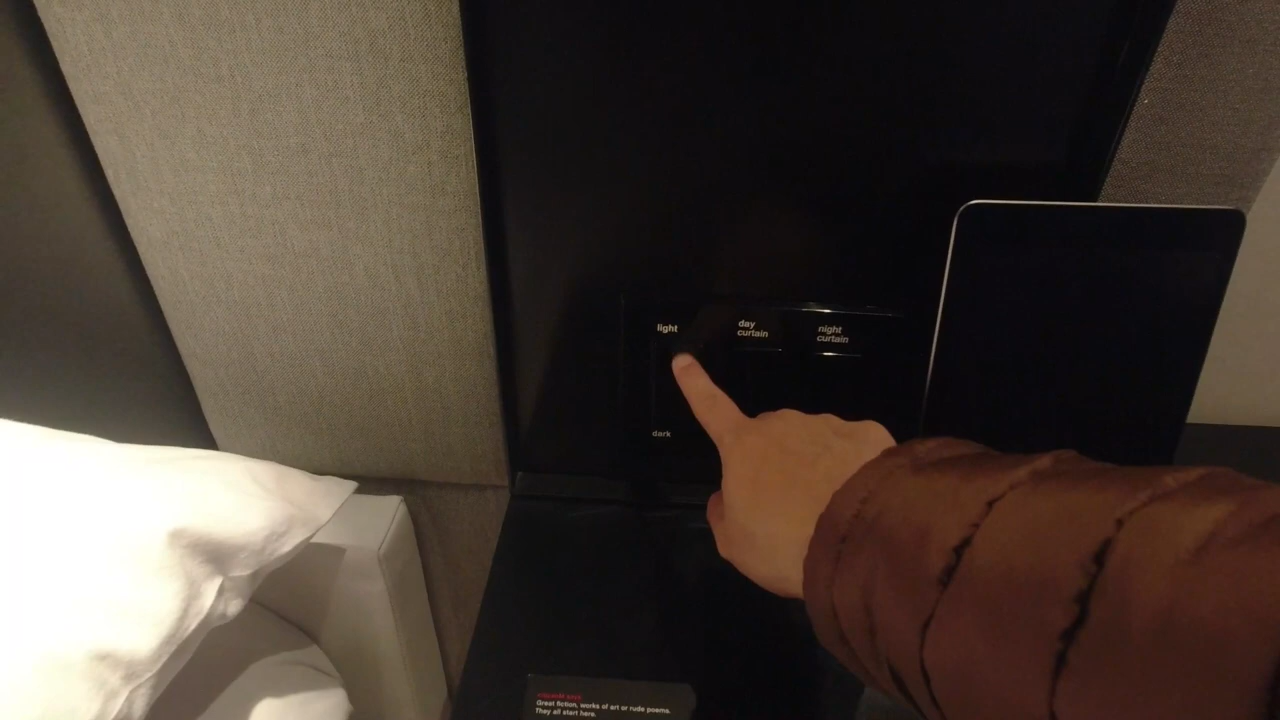 light
day
curtain
night
curtain
dark
Great fiction, works of art or rude poems.
They all start here.